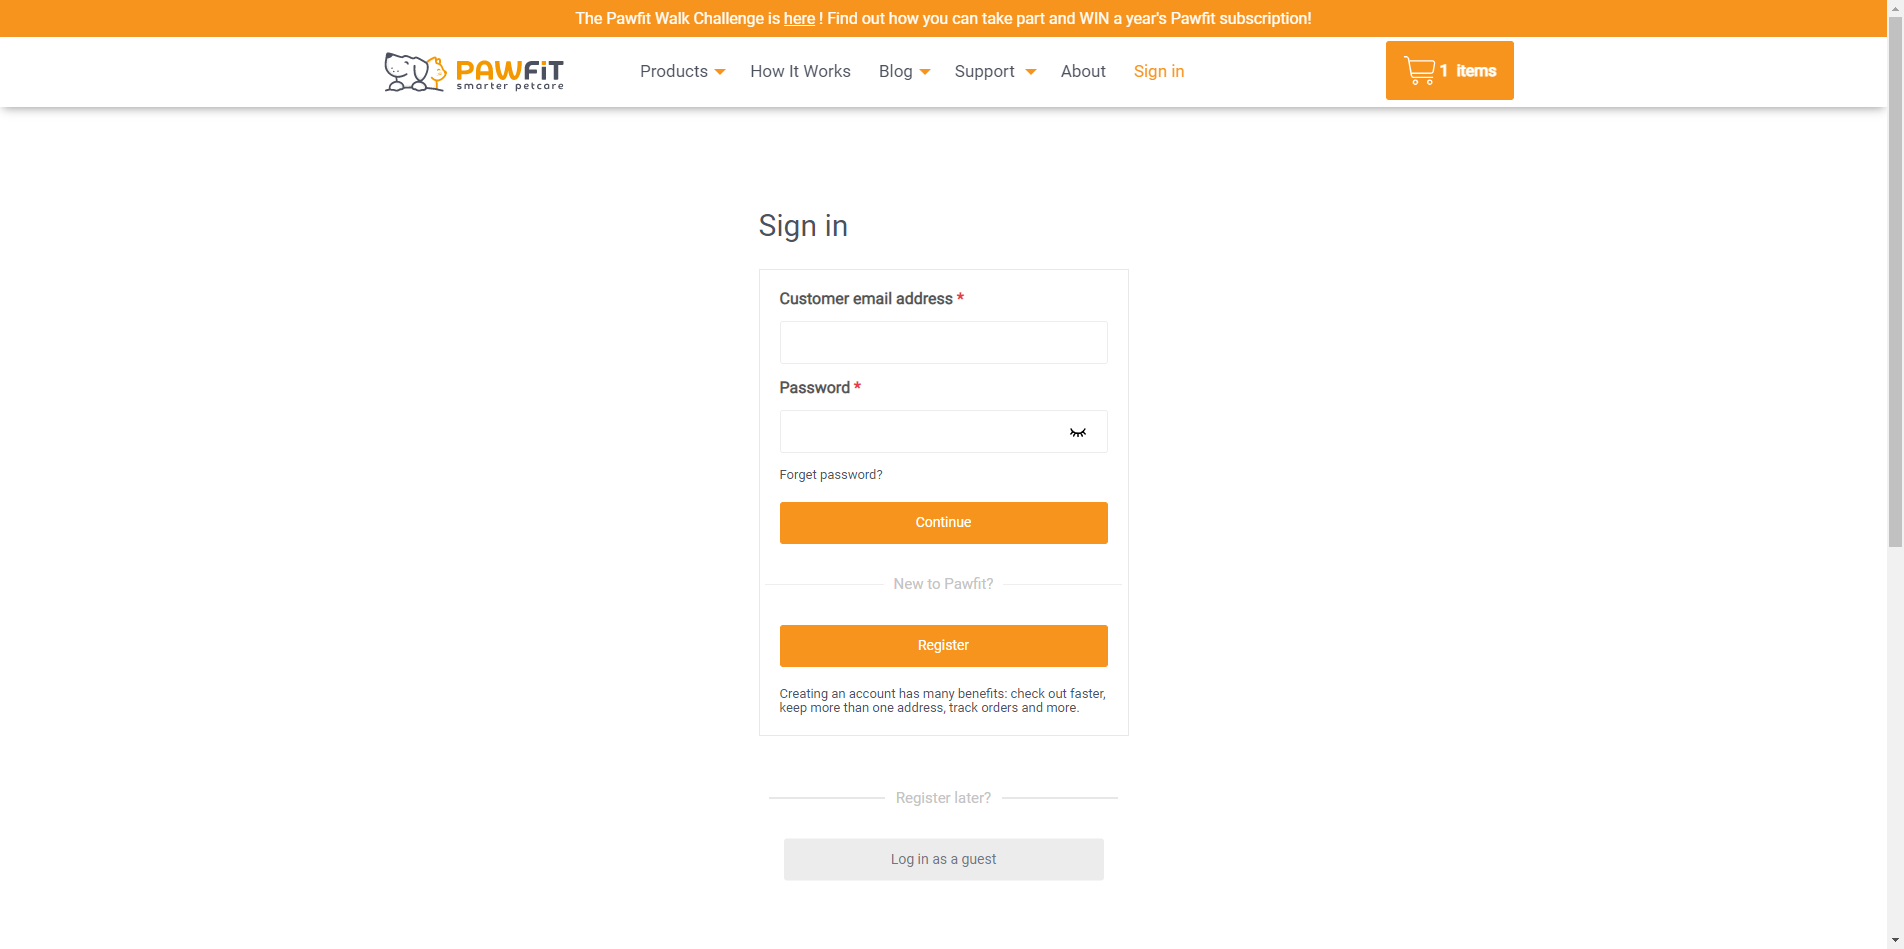 The Pawfit Walk Challenge is here ! Find out how you can take part and WIN a year's Pawfit subscription!
PAWFiT
smarter petcare
Products
How It Works
Blog
Support
About
Sign in
1 items
Sign in
Customer email address *
Password *
Forget password?
Continue
New to Pawfit?
Register
Creating an account has many benefits: check out faster,
keep more than one address, track orders and more.
Register later?
Log in as a guest